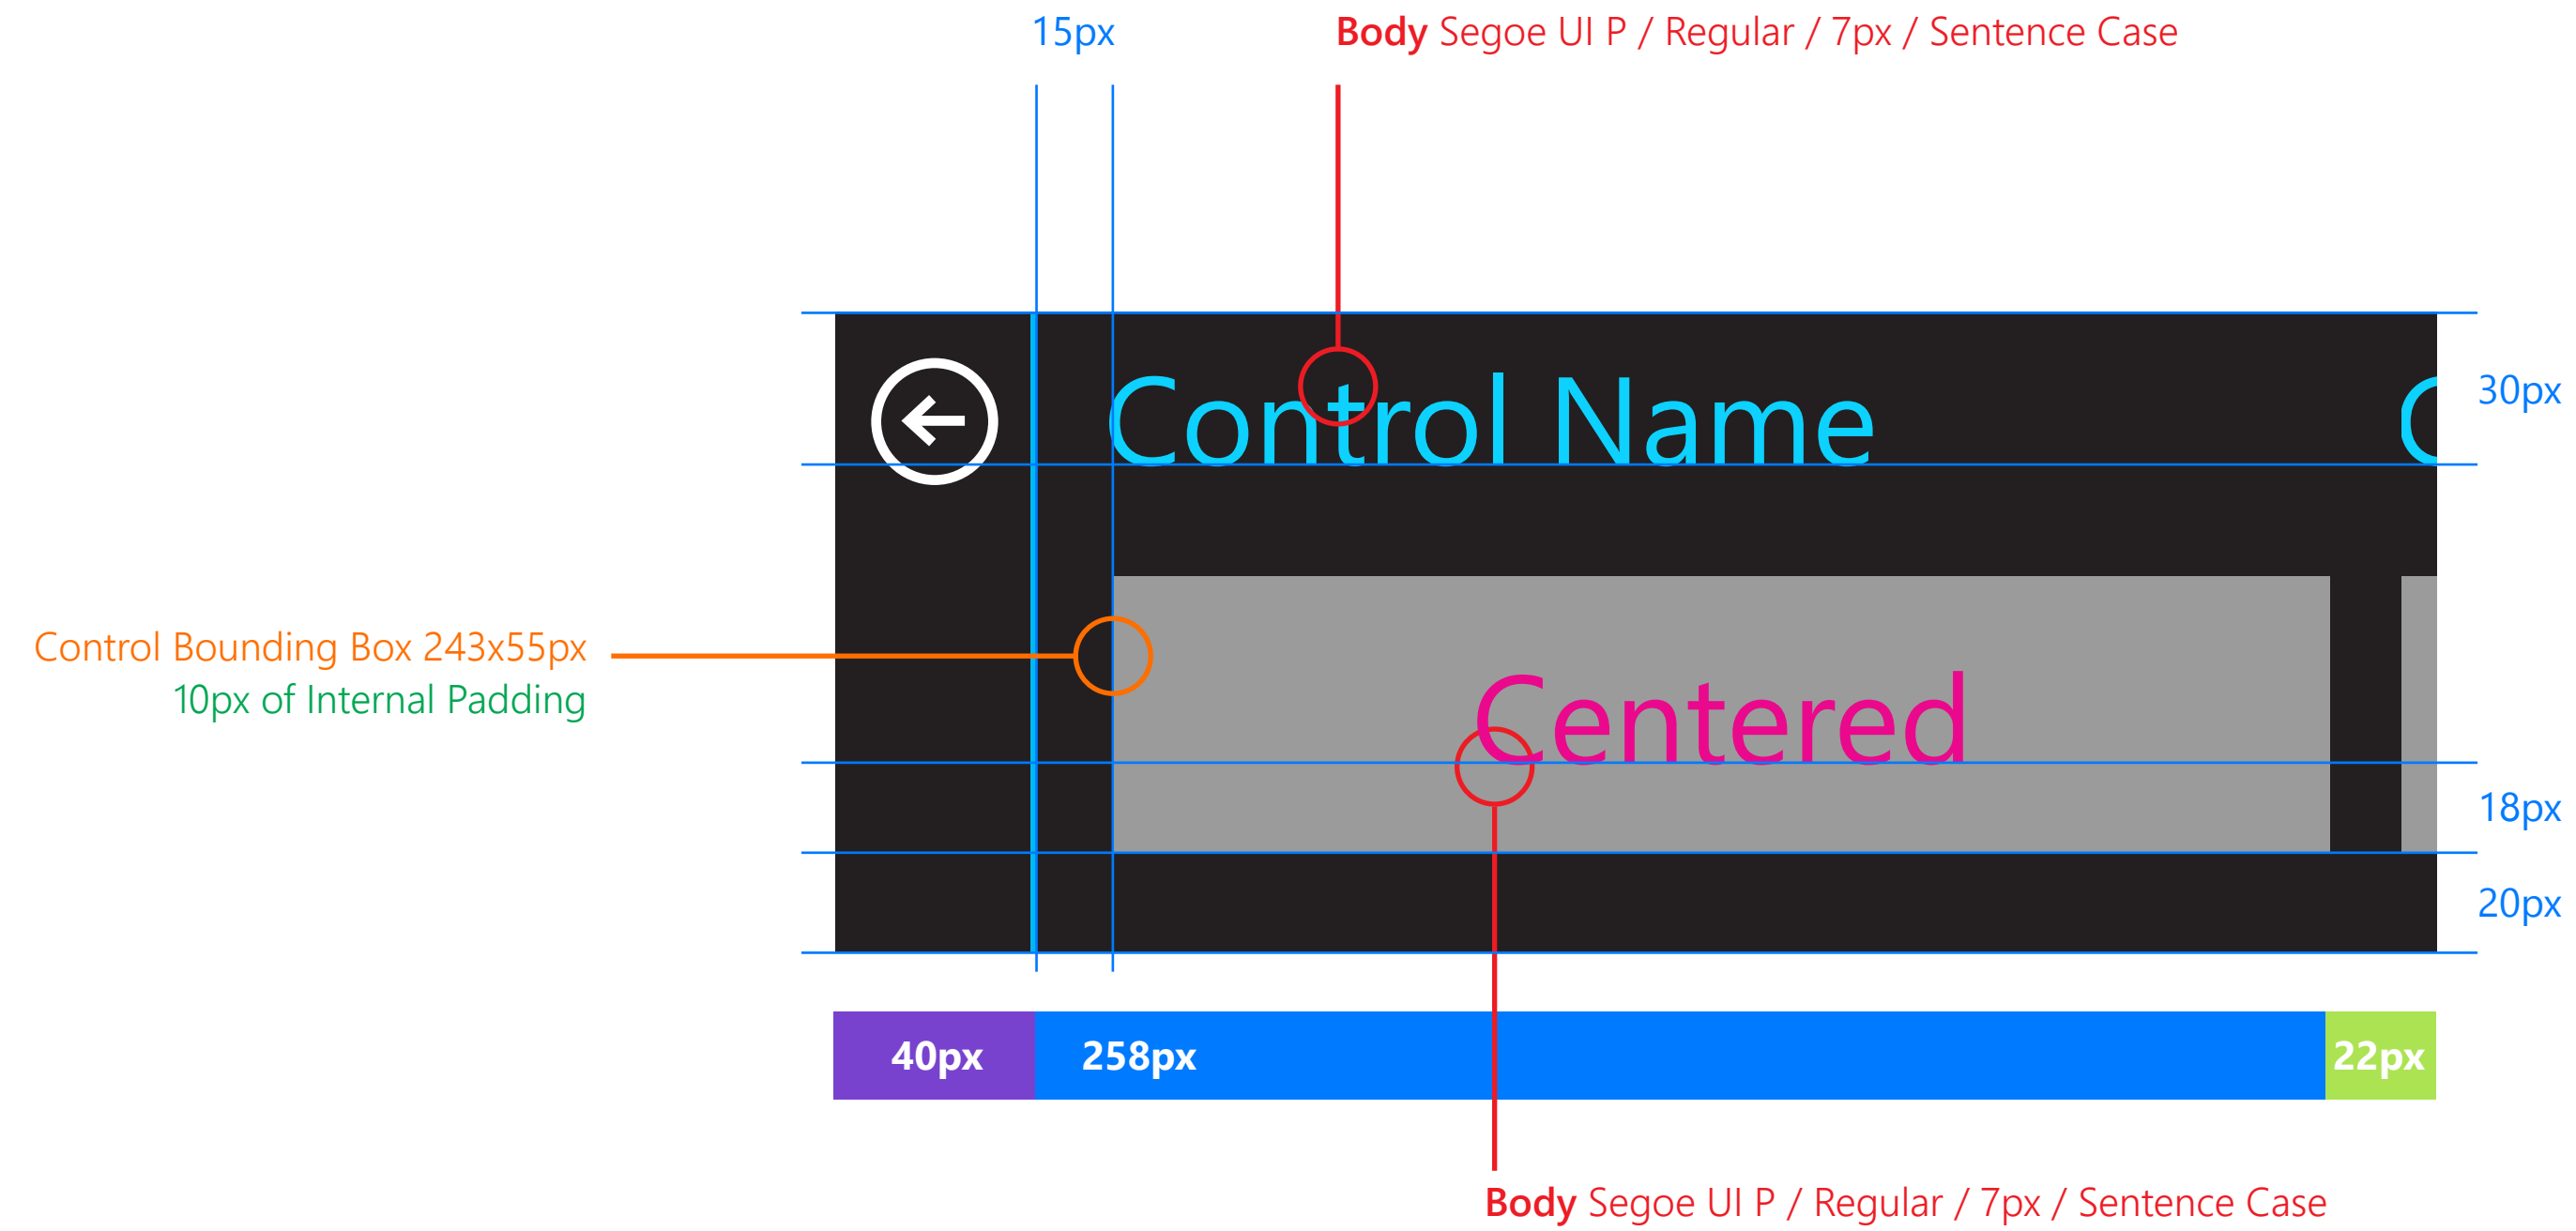 15px
Body Segoe UI P / Regular / 7px / Sentence Case
Control Name C
30px
Control Bounding Box 243x55px
10px of Internal Padding
Centered
18px
20px
40px 258px 22px
Body Segoe UI P / Regular / 7px / Sentence Case